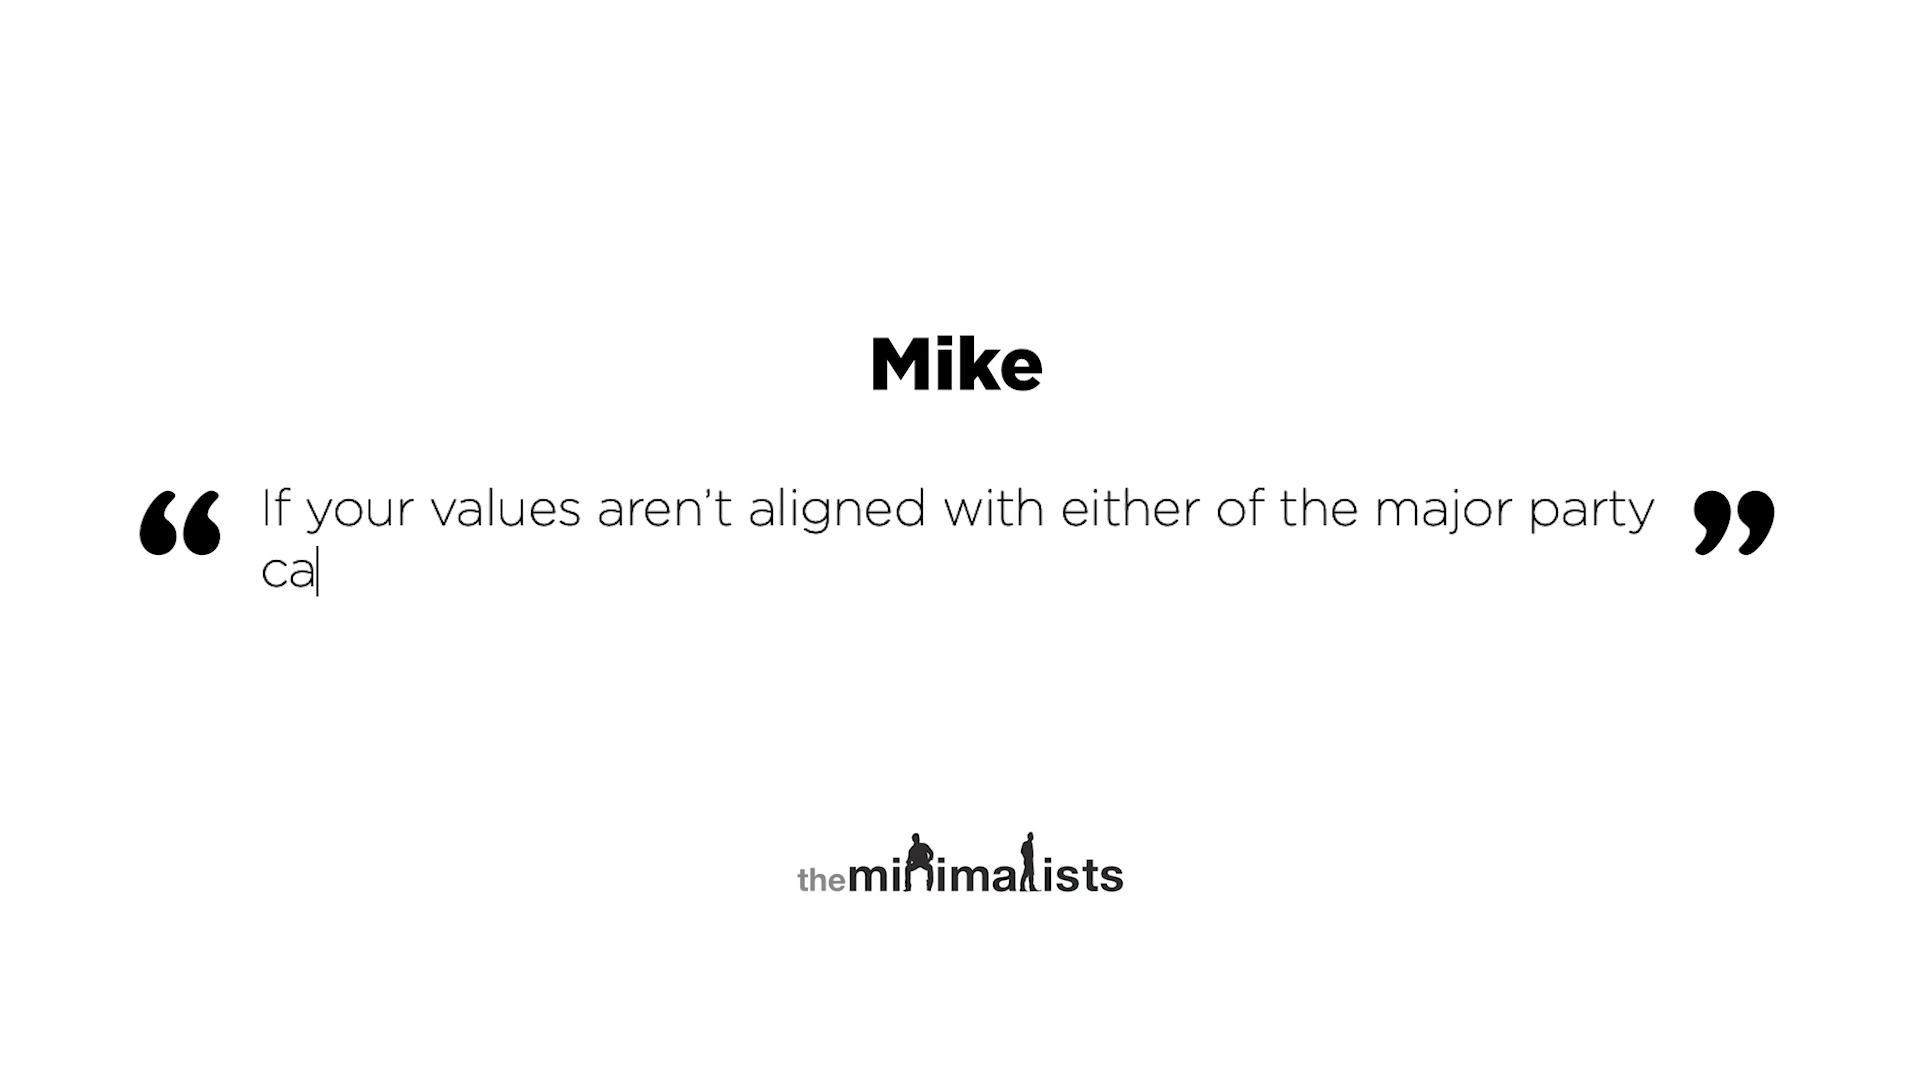 Mike
“ If your values aren’t aligned with either of the major party ”
ca
theminimalists